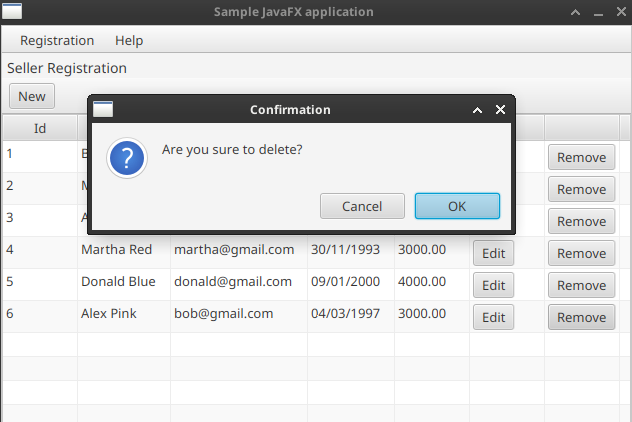 Sample JavaFX application
Registration Help
Seller Registration
New
Confirmation
Are you sure to delete?
Cancel OK
Id
1 B Remove
2 M Remove
3 A Remove
4 Martha Red martha@gmail.com 30/11/1993 3000.00 Edit Remove
5 Donald Blue donald@gmail.com 09/01/2000 4000.00 Edit Remove
6 Alex Pink bob@gmail.com 04/03/1997 3000.00 Edit Remove